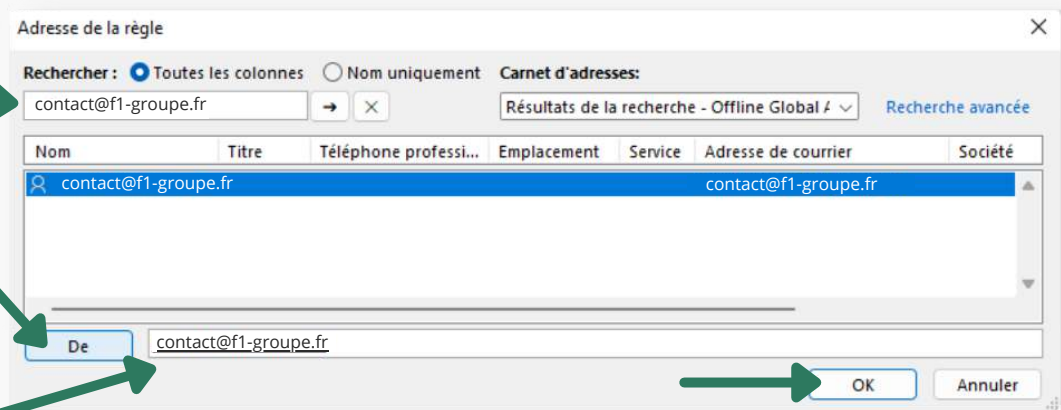 Adresse de la règle
Rechercher : Toutes les colonnes Nom uniquement Carnet d'adresses:
contact@f1-groupe.fr Résultats de la recherche - Offline Global A Recherche avancée
Nom Titre Téléphone professi... Emplacement Service Adresse de courrier Société
contact@f1-groupe.fr contact@f1-groupe.fr
De contact@f1-groupe.fr
OK Annuler